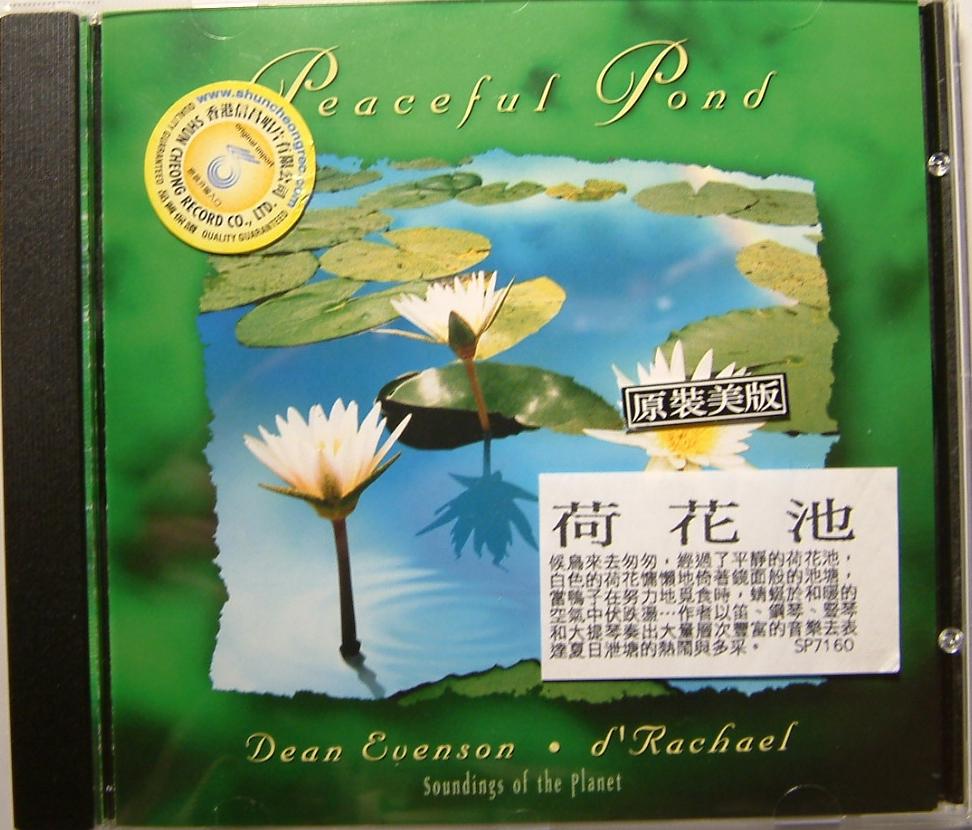 Peaceful Pond
www.shuncheongrec.com
香港信昌唱片有限公司
SHUN CHEONG RECORD CO., LTD.
original import
QUALITY GUARANTEED
QUALITY GUARANTEED
原裝美版
荷花池
候鳥來去匆匆，經過了平靜的荷花池，
白色的荷花慵懶地倚著鏡面般的池塘，
當鴨子在努力地覓食時，蜻蜓於和暖的
空氣中伏跌盪…作者以笛、鋼琴、豎琴
和大提琴奏出大量層次豐富的音樂去表
達夏日泄塘的熱鬧與多采。 SP7160
Dean Evenson • d'Rachael
Soundings of the Planet